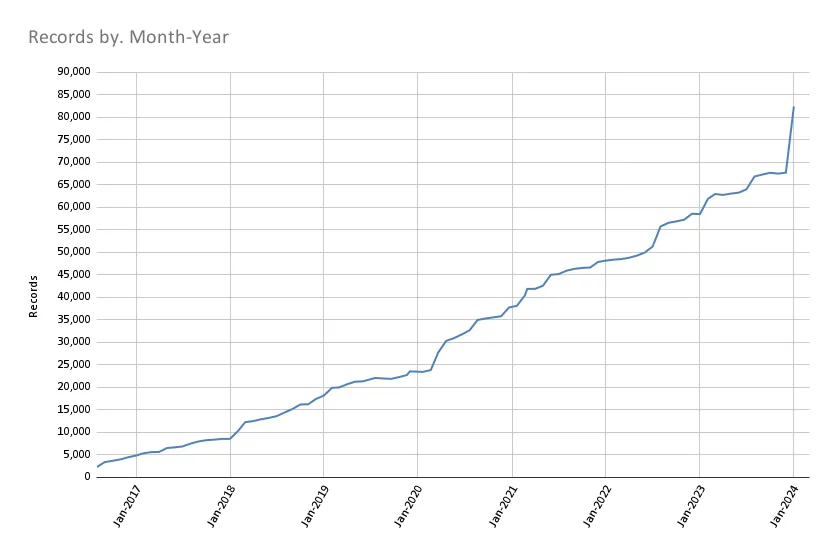 Records by. Month-Year
90,000
85,000
80,000
75,000
70,000
65,000
60,000
55,000
50,000
45,000
40,000
35,000
30,000
25,000
20,000
15,000
10,000
5,000
0
Records
Jan-2017
Jan-2018
Jan-2019
Jan-2020
Jan-2021
Jan-2022
Jan-2023
Jan-2024